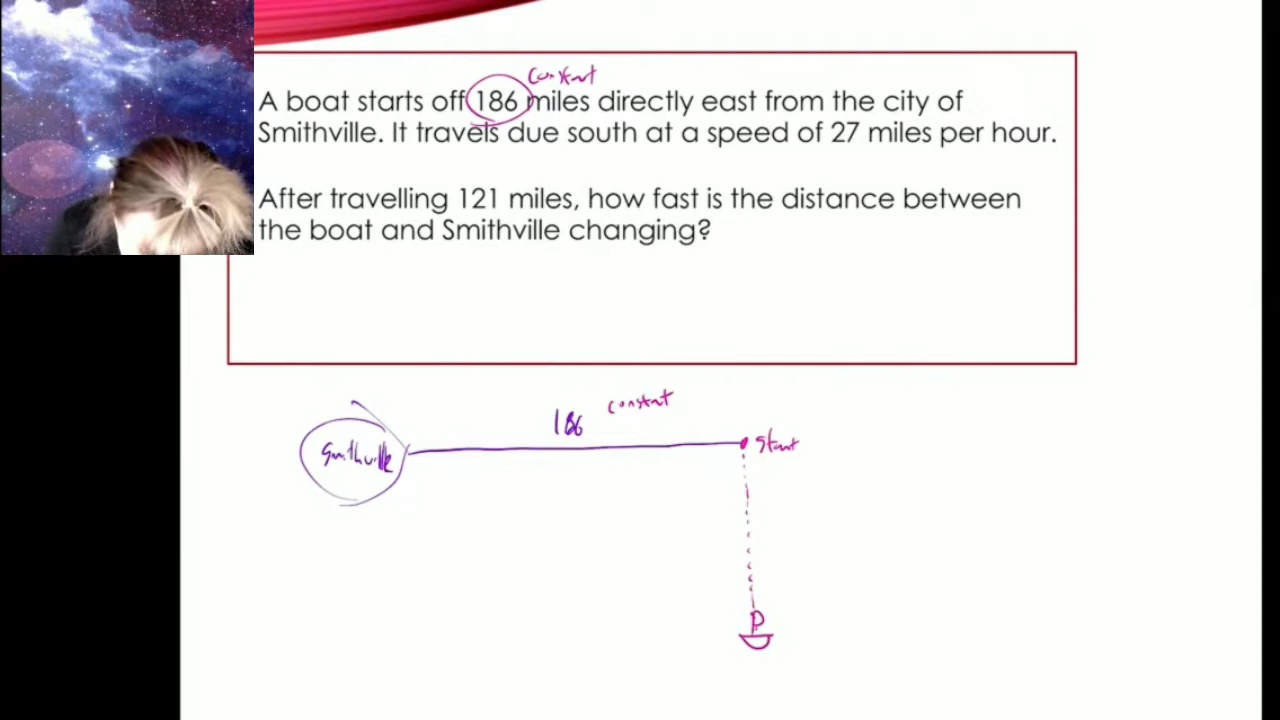 constant
A boat starts off 186 miles directly east from the city of
Smithville. It travels due south at a speed of 27 miles per hour.
After travelling 121 miles, how fast is the distance between
the boat and Smithville changing?
186 constant
Smithville
Start